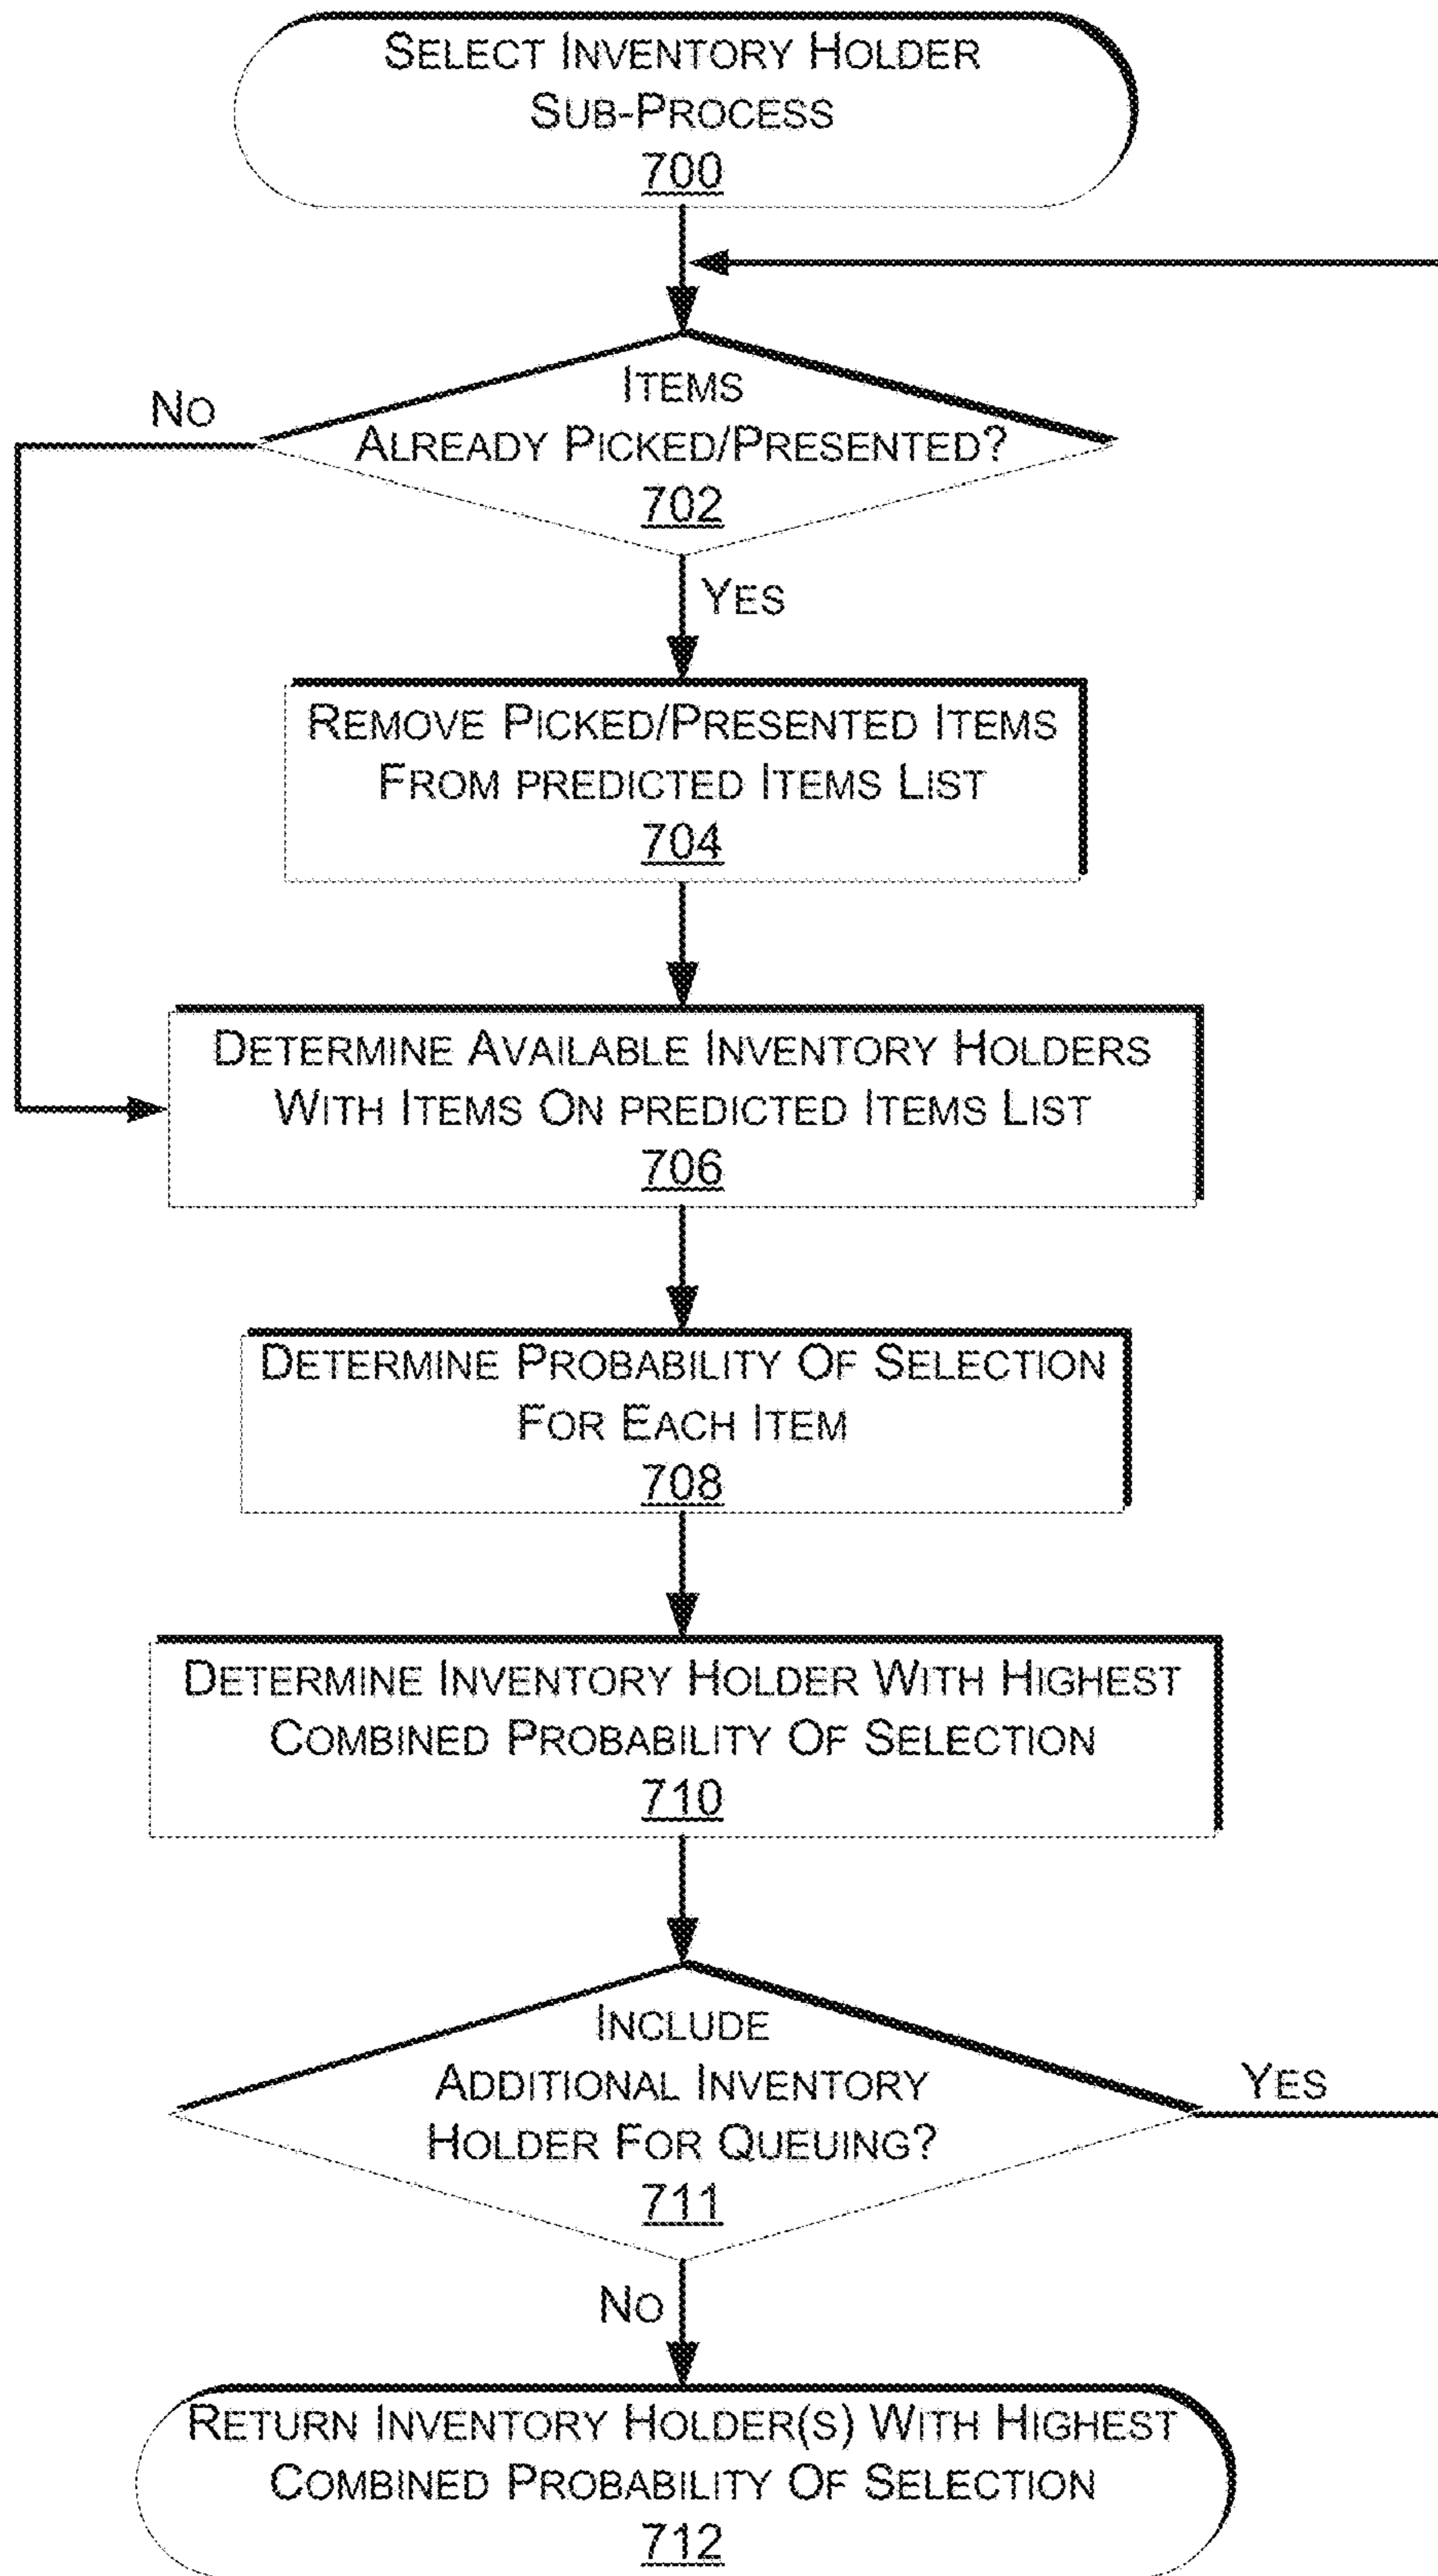 SELECT INVENTORY HOLDER
SUB-PROCESS
700
NO
ITEMS
ALREADY PICKED/PRESENTED?
702
YES
REMOVE PICKED/PRESENTED ITEMS
FROM PREDICTED ITEMS LIST
704
DETERMINE AVAILABLE INVENTORY HOLDERS
WITH ITEMS ON PREDICTED ITEMS LIST
706
DETERMINE PROBABILITY OF SELECTION
FOR EACH ITEM
708
DETERMINE INVENTORY HOLDER WITH HIGHEST
COMBINED PROBABILITY OF SELECTION
710
INCLUDE
ADDITIONAL INVENTORY
HOLDER FOR QUEUING?
711
YES
NO
RETURN INVENTORY HOLDER(S) WITH HIGHEST
COMBINED PROBABILITY OF SELECTION
712